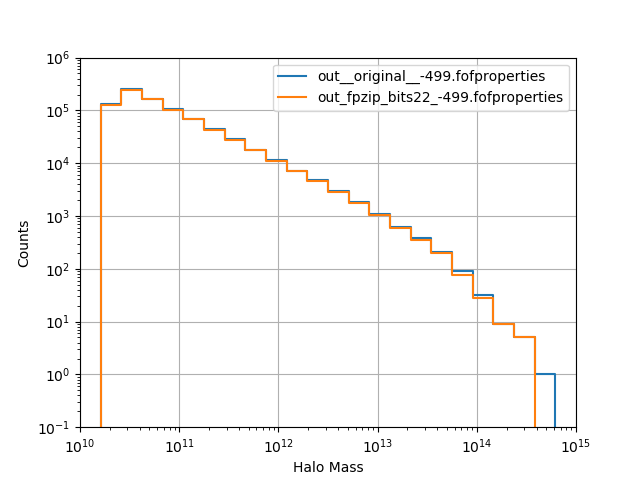 out__original__-499.fofproperties
out_fpzip_bits22_-499.fofproperties
Counts
10^6
10^5
10^4
10^3
10^2
10^1
10^0
10^-1
10^10 10^11 10^12 10^13 10^14 10^15
Halo Mass